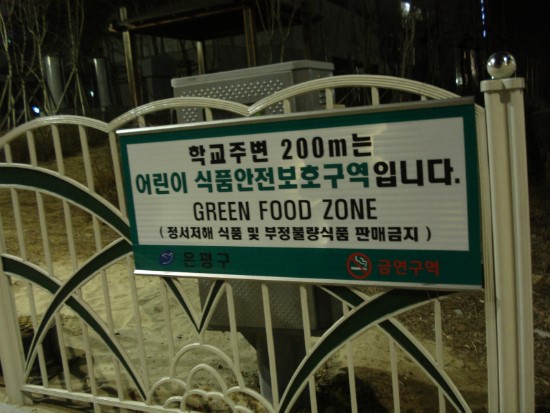 학교주변 200m는
어린이 식품안전보호구역입니다.
GREEN FOOD ZONE
( 정서저해 식품 및 부정불량식품 판매금지 )
은평구 금연구역